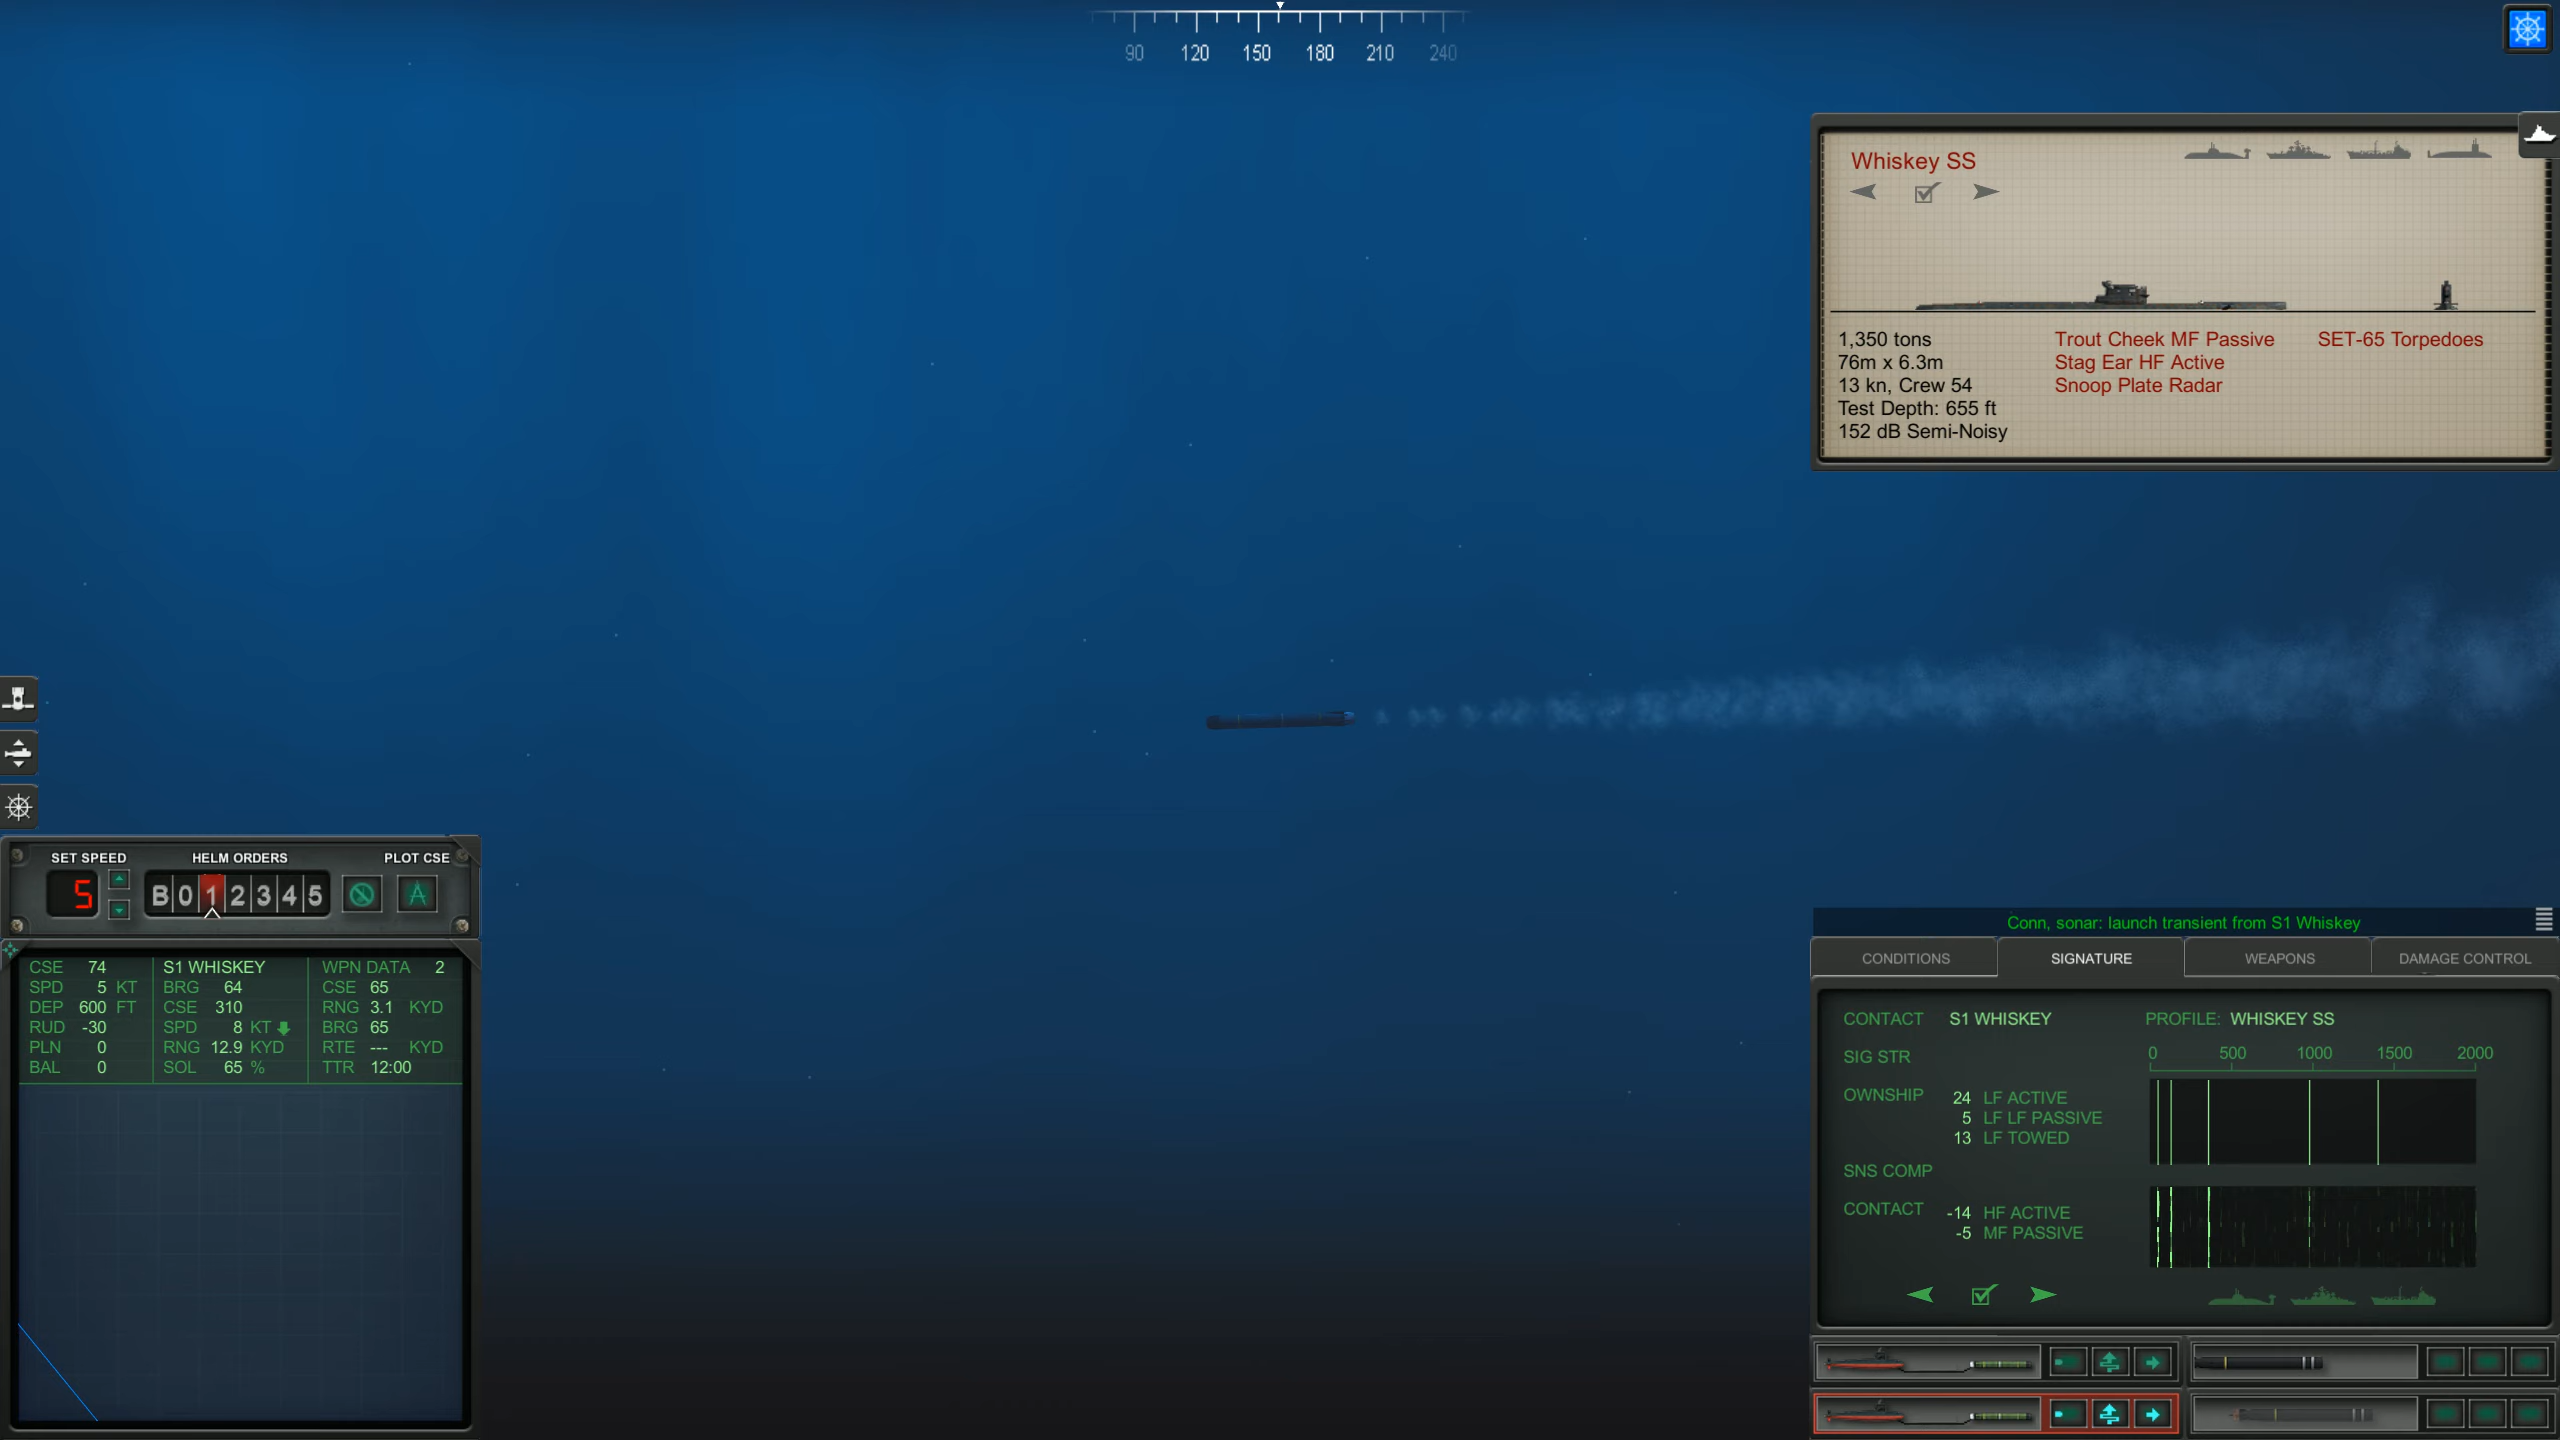 90 120 150 180 210 240
Whiskey SS
1,350 tons
76m x 6.3m
13 kn, Crew 54
Test Depth: 655 ft
152 dB Semi-Noisy
Trout Cheek MF Passive
Stag Ear HF Active
Snoop Plate Radar
SET-65 Torpedoes
SET SPEED HELM ORDERS PLOT CSE
5 B 0 1 2 3 4 5
CSE 74
SPD 5 KT
DEP 600 FT
RUD -30
PLN 0
BAL 0
S1 WHISKEY
BRG 64
CSE 310
SPD 8 KT
RNG 12.9 KYD
SOL 65 %
WPN DATA 2
CSE 65
RNG 3.1 KYD
BRG 65
RTE --- KYD
TTR 12:00
Conn, sonar: launch transient from S1 Whiskey
CONDITIONS SIGNATURE WEAPONS DAMAGE CONTROL
CONTACT S1 WHISKEY
SIG STR
OWNSHIP 24 LF ACTIVE
5 LF LF PASSIVE
13 LF TOWED
SNS COMP
CONTACT -14 HF ACTIVE
-5 MF PASSIVE
PROFILE: WHISKEY SS
0 500 1000 1500 2000